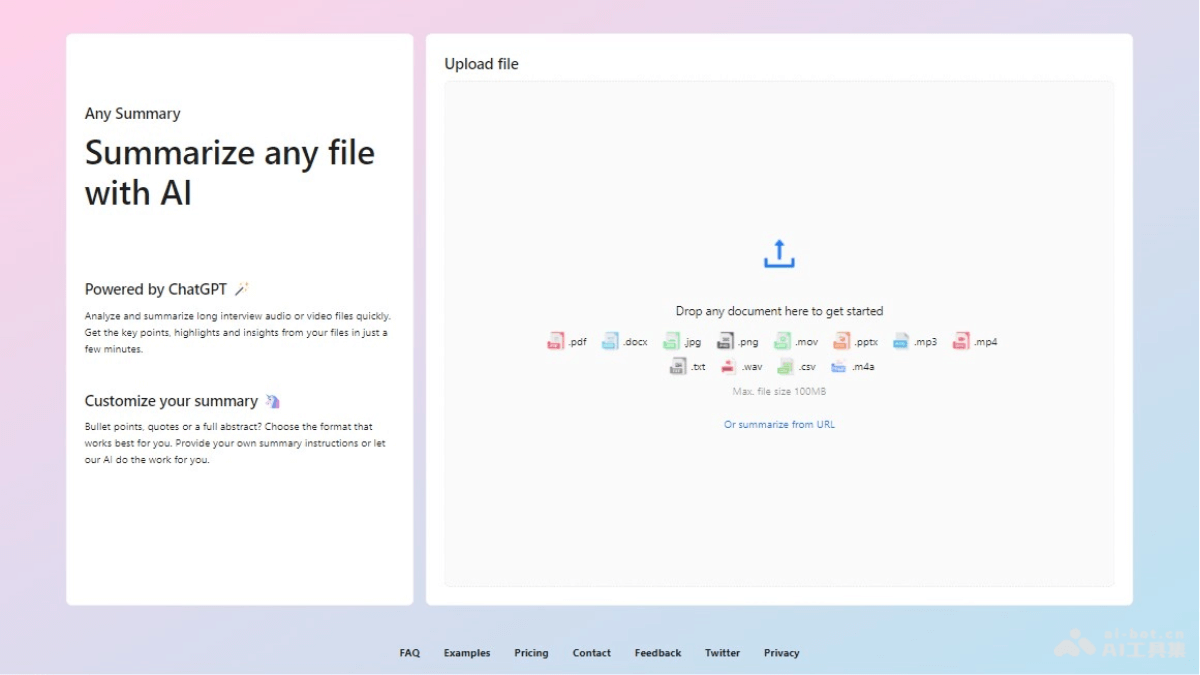 Any Summary
Summarize any file
with AI
Powered by ChatGPT
Analyze and summarize long interview audio or video files quickly.
Get the key points, highlights and insights from your files in just a
few minutes.
Customize your summary
Bullet points, quotes or a full abstract? Choose the format that
works best for you. Provide your own summary instructions or let
our AI do the work for you.
Upload file
Drop any document here to get started
.pdf .docx .jpg .png .mov .pptx .mp3 .mp4
.txt .wav .csv .m4a
Max. file size 100MB
Or summarize from URL
FAQ Examples Pricing Contact Feedback Twitter Privacy
ai-bot.cn
AI工具集